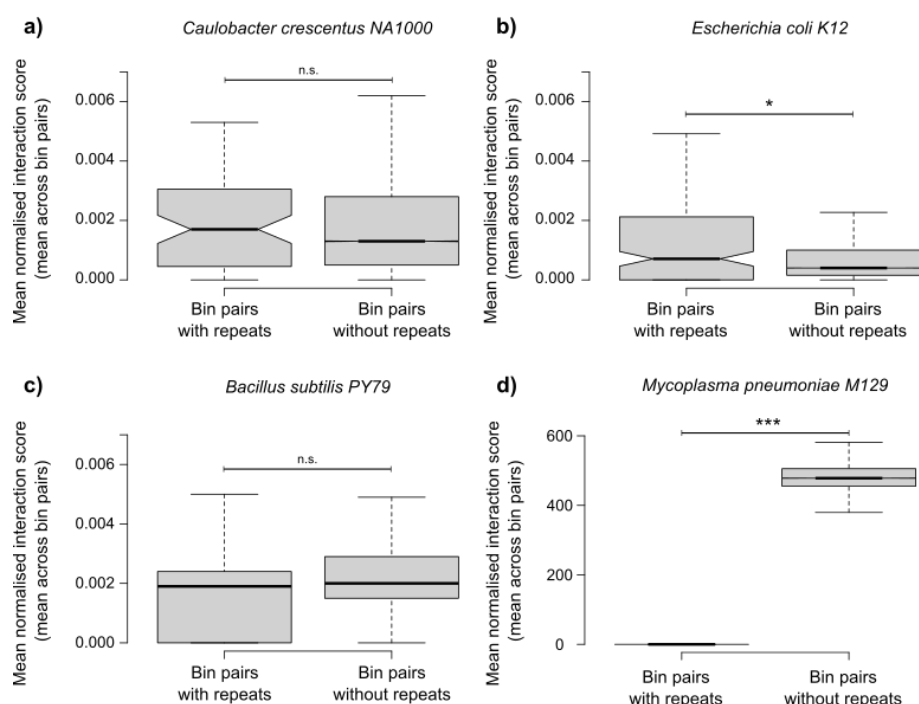 a)
Caulobacter crescentus NA1000
Mean normalised interaction score
(mean across bin pairs)
0.006
0.004
0.002
0.000
n.s.
Bin pairs
with repeats
Bin pairs
without repeats
b)
Escherichia coli K12
Mean normalised interaction score
(mean across bin pairs)
0.006
0.004
0.002
0.000
*
Bin pairs
with repeats
Bin pairs
without repeats
c)
Bacillus subtilis PY79
Mean normalised interaction score
(mean across bin pairs)
0.006
0.004
0.002
0.000
n.s.
Bin pairs
with repeats
Bin pairs
without repeats
d)
Mycoplasma pneumoniae M129
Mean normalised interaction score
(mean across bin pairs)
600
400
200
0
***
Bin pairs
with repeats
Bin pairs
without repeats